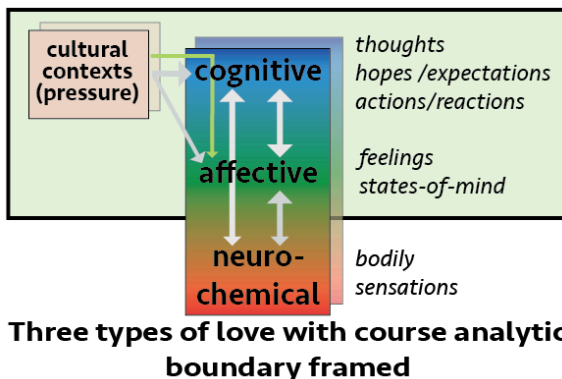 cultural
contexts
(pressure)
cognitive
thoughts
hopes /expectations
actions/reactions
affective
feelings
states-of-mind
neuro-
chemical
bodily
sensations
Three types of love with course analytic
boundary framed